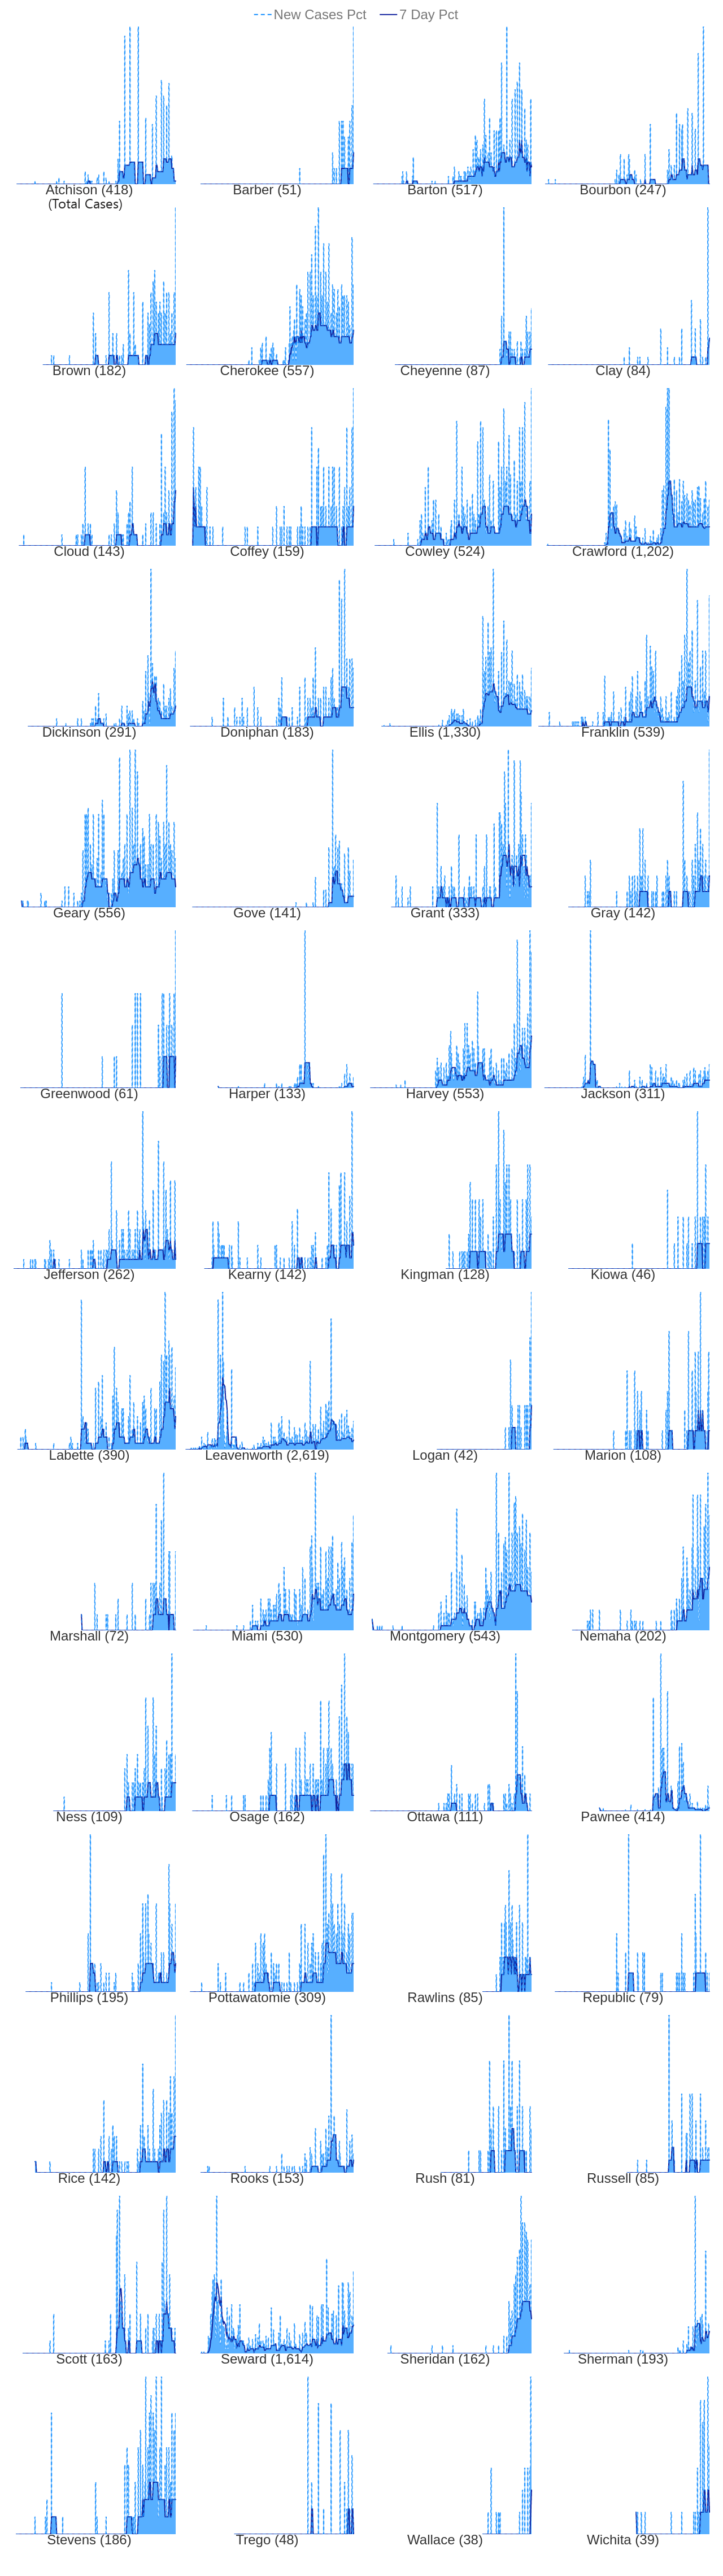 New Cases Pct 7 Day Pct
Atchison (418) Barber (51) Barton (517) Bourbon (247)
(Total Cases)
Brown (182) Cherokee (557) Cheyenne (87) Clay (84)
Cloud (143) Coffey (159) Cowley (524) Crawford (1,202)
Dickinson (291) Doniphan (183) Ellis (1,330) Franklin (539)
Geary (556) Gove (141) Grant (333) Gray (142)
Greenwood (61) Harper (133) Harvey (553) Jackson (311)
Jefferson (262) Kearny (142) Kingman (128) Kiowa (46)
Labette (390) Leavenworth (2,619) Logan (42) Marion (108)
Marshall (72) Miami (530) Montgomery (543) Nemaha (202)
Ness (109) Osage (162) Ottawa (111) Pawnee (414)
Phillips (195) Pottawatomie (309) Rawlins (85) Republic (79)
Rice (142) Rooks (153) Rush (81) Russell (85)
Scott (163) Seward (1,614) Sheridan (162) Sherman (193)
Stevens (186) Trego (48) Wallace (38) Wichita (39)